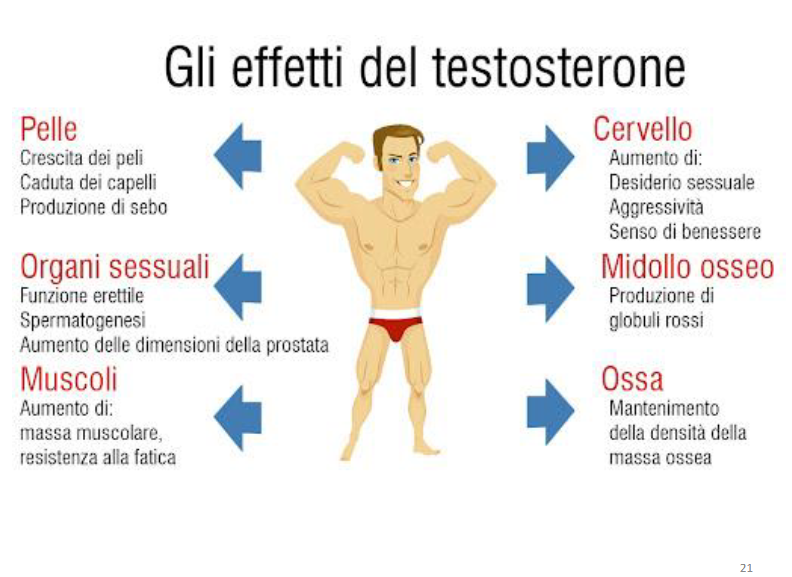 Gli effetti del testosterone
Pelle
Crescita dei peli
Caduta dei capelli
Produzione di sebo
Organi sessuali
Funzione erettile
Spermatogenesi
Aumento delle dimensioni della prostata
Muscoli
Aumento di:
massa muscolare,
resistenza alla fatica
Cervello
Aumento di:
Desiderio sessuale
Aggressività
Senso di benessere
Midollo osseo
Produzione di
globuli rossi
Ossa
Mantenimento
della densità della
massa ossea
21